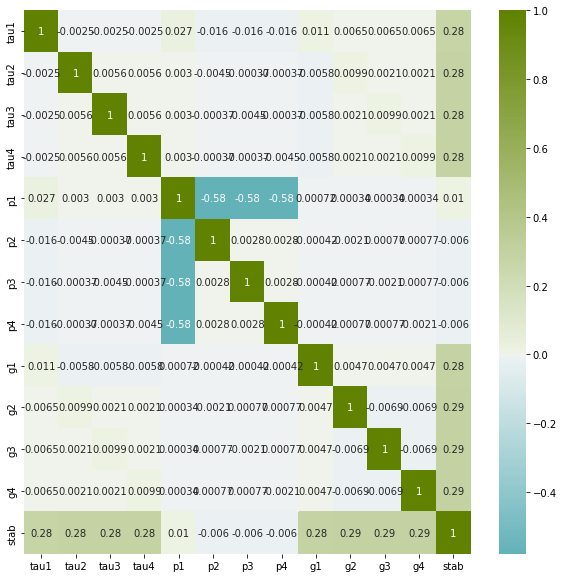 tau1 1 -0.0025 -0.0025 -0.0025 0.027 -0.016 -0.016 -0.016 0.011 0.0065 0.0065 0.0065 0.28
tau2 -0.0025 1 0.0056 0.0056 0.003 -0.0045 -0.00037 -0.00037 -0.0058 0.0099 0.0021 0.0021 0.28
tau3 -0.0025 0.0056 1 0.0056 0.003 -0.00037 -0.0045 -0.00037 -0.0058 0.0021 0.0099 0.0021 0.28
tau4 -0.0025 0.0056 0.0056 1 0.003 -0.00037 -0.00037 -0.0045 -0.0058 0.0021 0.0021 0.0099 0.28
p1 0.027 0.003 0.003 0.003 1 -0.58 -0.58 -0.58 0.00072 0.00034 0.00034 0.00034 0.01
p2 -0.016 -0.0045 -0.00037 -0.00037 -0.58 1 0.0028 0.0028 -0.00042 -0.0021 0.00077 0.00077 -0.006
p3 -0.016 -0.00037 -0.0045 -0.00037 -0.58 0.0028 1 0.0028 -0.00042 0.00077 -0.0021 0.00077 -0.006
p4 -0.016 -0.00037 -0.00037 -0.0045 -0.58 0.0028 0.0028 1 -0.00042 0.00077 0.00077 -0.0021 -0.006
g1 0.011 -0.0058 -0.0058 -0.0058 0.00072 -0.00042 -0.00042 -0.00042 1 0.0047 0.0047 0.0047 0.28
g2 0.0065 0.0099 0.0021 0.0021 0.00034 -0.0021 0.00077 0.00077 0.0047 1 -0.0069 -0.0069 0.29
g3 0.0065 0.0021 0.0099 0.0021 0.00034 0.00077 -0.0021 0.00077 0.0047 -0.0069 1 -0.0069 0.29
g4 0.0065 0.0021 0.0021 0.0099 0.00034 0.00077 0.00077 -0.0021 0.0047 -0.0069 -0.0069 1 0.29
stab 0.28 0.28 0.28 0.28 0.01 -0.006 -0.006 -0.006 0.28 0.29 0.29 0.29 1
tau1 tau2 tau3 tau4 p1 p2 p3 p4 g1 g2 g3 g4 stab
1.0
0.8
0.6
0.4
0.2
0.0
−0.2
−0.4